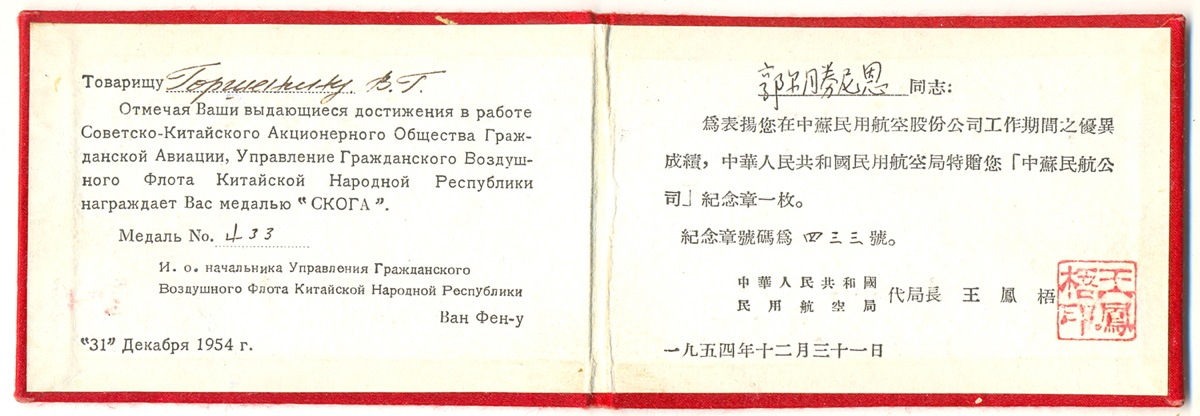 Товарищу Горшенину В.Г.
Отмечая Ваши выдающиеся достижения в работе
Советско-Китайского Акционерного Общества Граж-
данской Авиации, Управление Гражданского Воздуш-
ного Флота Китайской Народной Республики
награждает Вас медалью “СКОГА”.
Медаль No. 433
И. о. начальника Управления Гражданского
Воздушного Флота Китайской Народной Республики
Ван Фен-у
“31” Декабря 1954 г.
郭尔勝尼恩 同志：
爲表揚您在中蘇民用航空股份公司工作期間之優異
成績，中華人民共和國民用航空局特贈您「中蘇民航公
司」紀念章一枚。
紀念章號碼爲 四三三 號。
中華人民共和國
民用航空局 代局長 王鳳梧
王鳳
梧印
一九五四年十二月三十一日